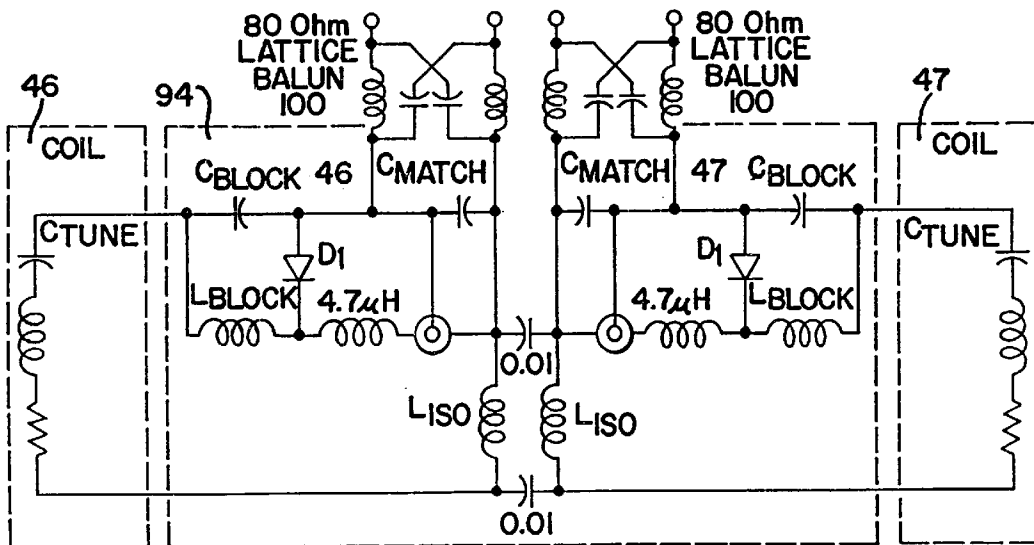 80 Ohm
LATTICE
BALUN
100
80 Ohm
LATTICE
BALUN
100
46
94
47
COIL
COIL
CBLOCK
46
CMATCH
CMATCH
47
CBLOCK
CTUNE
CTUNE
D1
D1
LBLOCK
4.7μH
4.7μH
LBLOCK
0.01
LISO
LISO
0.01